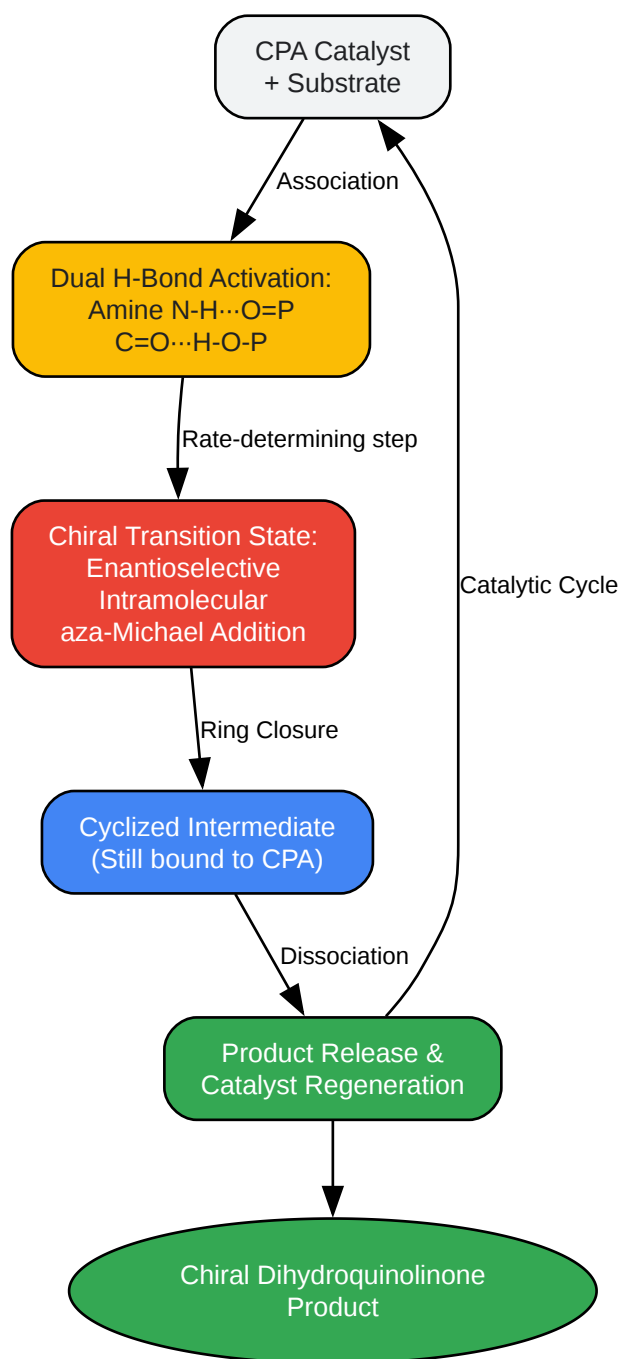 CPA Catalyst
+ Substrate
Association
Dual H-Bond Activation:
Amine N-H···O=P
C=O···H-O-P
Rate-determining step
Chiral Transition State:
Enantioselective
Intramolecular
aza-Michael Addition
Catalytic Cycle
Ring Closure
Cyclized Intermediate
(Still bound to CPA)
Dissociation
Product Release &
Catalyst Regeneration
Chiral Dihydroquinolinone
Product